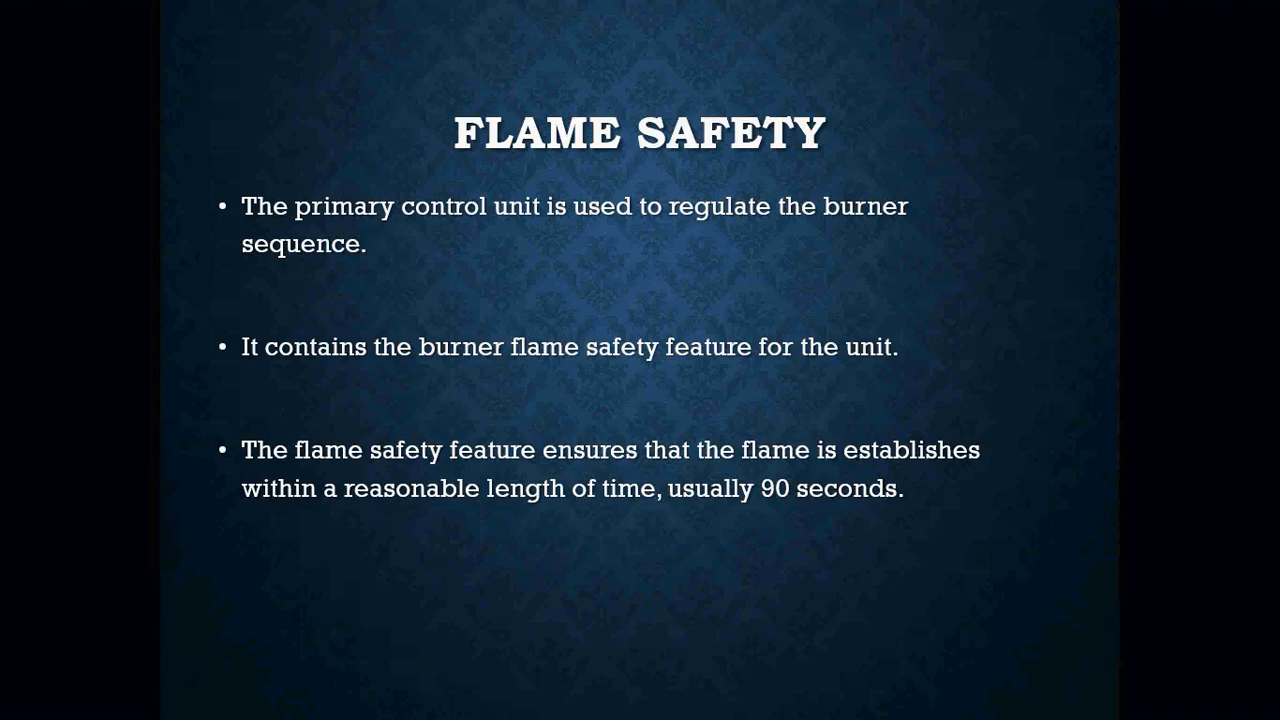 FLAME SAFETY
• The primary control unit is used to regulate the burner
sequence.
• It contains the burner flame safety feature for the unit.
• The flame safety feature ensures that the flame is establishes
within a reasonable length of time, usually 90 seconds.